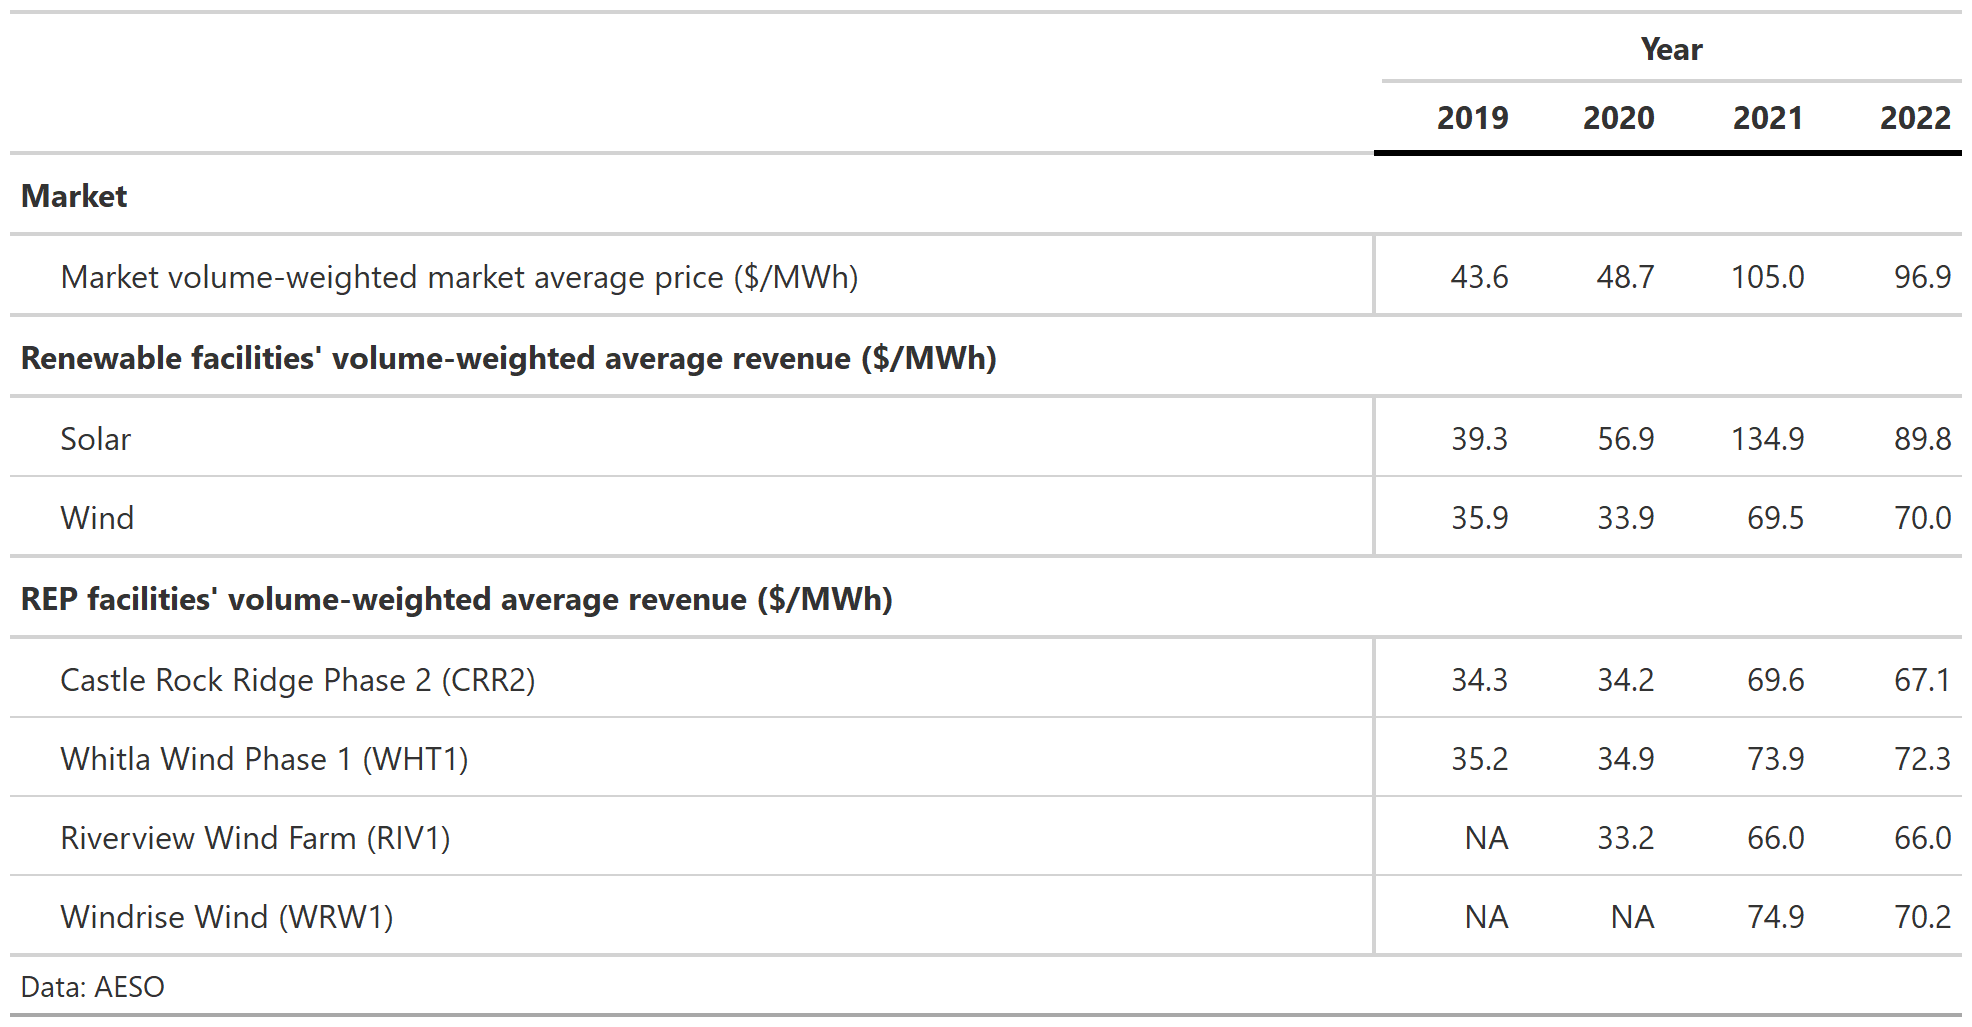 Year
2019 2020 2021 2022
Market
Market volume-weighted market average price ($/MWh) 43.6 48.7 105.0 96.9
Renewable facilities' volume-weighted average revenue ($/MWh)
Solar 39.3 56.9 134.9 89.8
Wind 35.9 33.9 69.5 70.0
REP facilities' volume-weighted average revenue ($/MWh)
Castle Rock Ridge Phase 2 (CRR2) 34.3 34.2 69.6 67.1
Whitla Wind Phase 1 (WHT1) 35.2 34.9 73.9 72.3
Riverview Wind Farm (RIV1) NA 33.2 66.0 66.0
Windrise Wind (WRW1) NA NA 74.9 70.2
Data: AESO